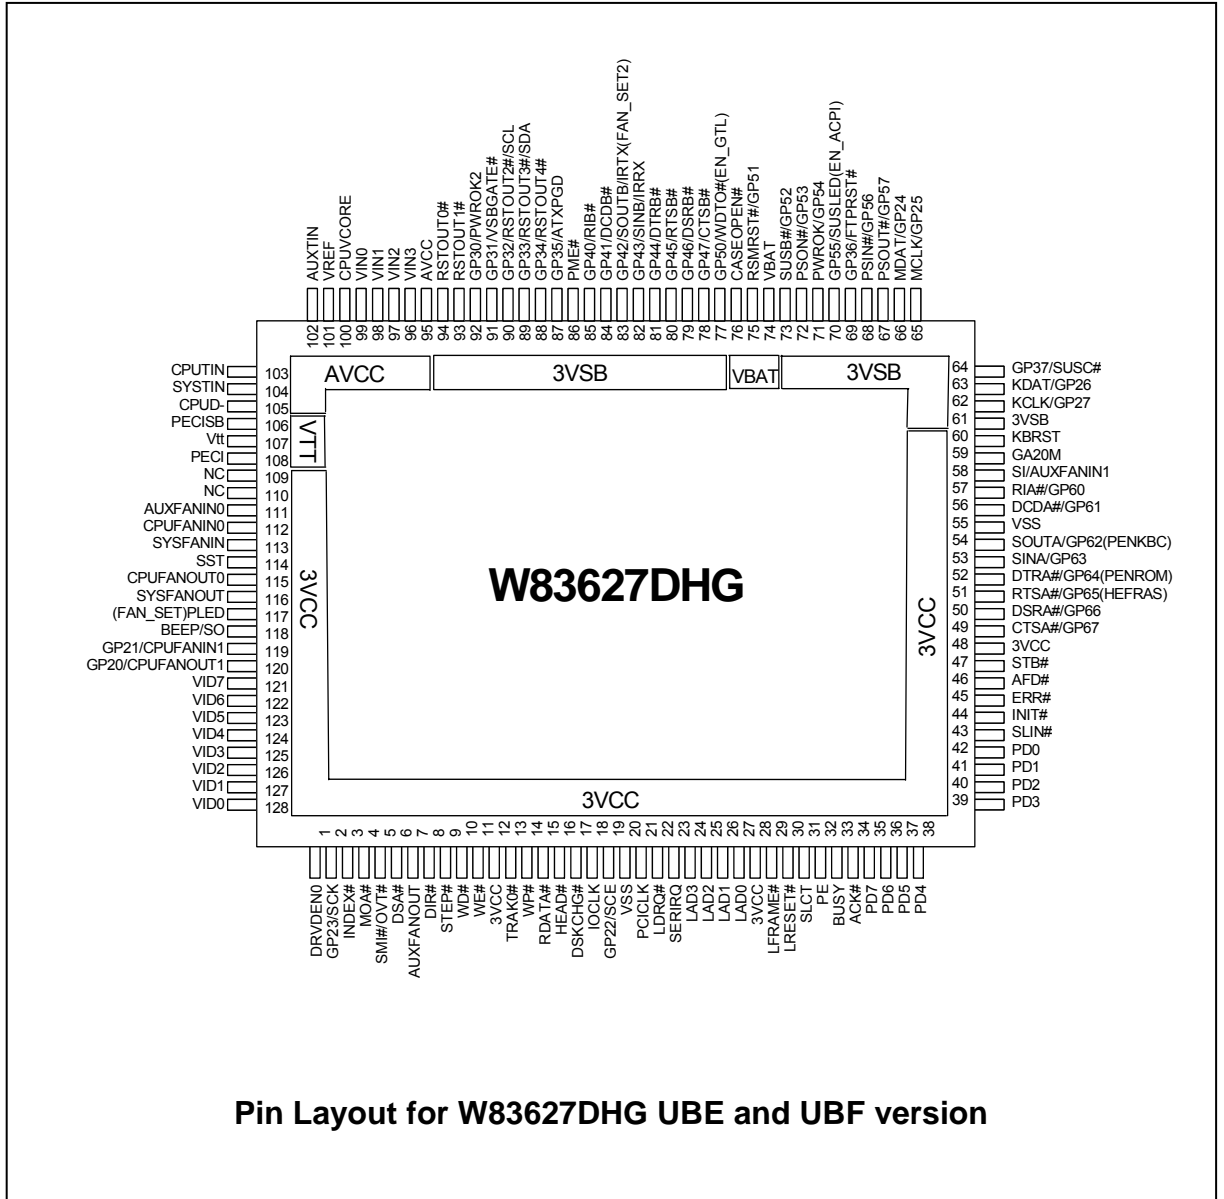 AUXTIN
VREF
CPUVCORE
VIN0
VIN1
VIN2
VIN3
AVCC
RSTOUT0#
RSTOUT1#
GP30/PWROK2
GP31/VSBGATE#
GP32/RSTOUT2#/SCL
GP33/RSTOUT3#/SDA
GP34/RSTOUT4#
GP35/ATXPGD
PME#
GP40/RIB#
GP41/DCDB#
GP42/SOUTB/IRTX(FAN_SET2)
GP43/SINB/IRRX
GP44/DTRB#
GP45/RTSB#
GP46/DSRB#
GP47/CTSB#
GP50/WDTO#(EN_GTL)
CASEOPEN#
RSMRST#/GP51
VBAT
SUSB#/GP52
PSON#/GP53
PWROK/GP54
GP55/SUSLED(EN_ACPI)
GP36/FTPRST#
PSIN#/GP56
PSOUT#/GP57
MDAT/GP24
MCLK/GP25
102
101
100
99
98
97
96
95
94
93
92
91
90
89
88
87
86
85
84
83
82
81
80
79
78
77
76
75
74
73
72
71
70
69
68
67
66
65
CPUTIN 103
SYSTIN 104
CPUD- 105
PECISB 106
Vtt 107
PECI 108
NC 109
NC 110
AUXFANIN0 111
CPUFANIN0 112
SYSFANIN 113
SST 114
CPUFANOUT0 115
SYSFANOUT 116
(FAN_SET)PLED 117
BEEP/SO 118
GP21/CPUFANIN1 119
GP20/CPUFANOUT1 120
VID7 121
VID6 122
VID5 123
VID4 124
VID3 125
VID2 126
VID1 127
VID0 128
AVCC
3VSB
VBAT
3VSB
VTT
3VCC
W83627DHG
3VCC
3VCC
64 GP37/SUSC#
63 KDAT/GP26
62 KCLK/GP27
61 3VSB
60 KBRST
59 GA20M
58 SI/AUXFANIN1
57 RIA#/GP60
56 DCDA#/GP61
55 VSS
54 SOUTA/GP62(PENKBC)
53 SINA/GP63
52 DTRA#/GP64(PENROM)
51 RTSA#/GP65(HEFRAS)
50 DSRA#/GP66
49 CTSA#/GP67
48 3VCC
47 STB#
46 AFD#
45 ERR#
44 INIT#
43 SLIN#
42 PD0
41 PD1
40 PD2
39 PD3
1
2
3
4
5
6
7
8
9
10
11
12
13
14
15
16
17
18
19
20
21
22
23
24
25
26
27
28
29
30
31
32
33
34
35
36
37
38
DRVDEN0
GP23/SCK
INDEX#
MOA#
SMI#/OVT#
DSA#
AUXFANOUT
DIR#
STEP#
WD#
WE#
3VCC
TRAK0#
WP#
RDATA#
HEAD#
DSKCHG#
IOCLK
GP22/SCE
VSS
PCICLK
LDRQ#
SERIRQ
LAD3
LAD2
LAD1
LAD0
3VCC
LFRAME#
LRESET#
SLCT
PE
BUSY
ACK#
PD7
PD6
PD5
PD4
Pin Layout for W83627DHG UBE and UBF version